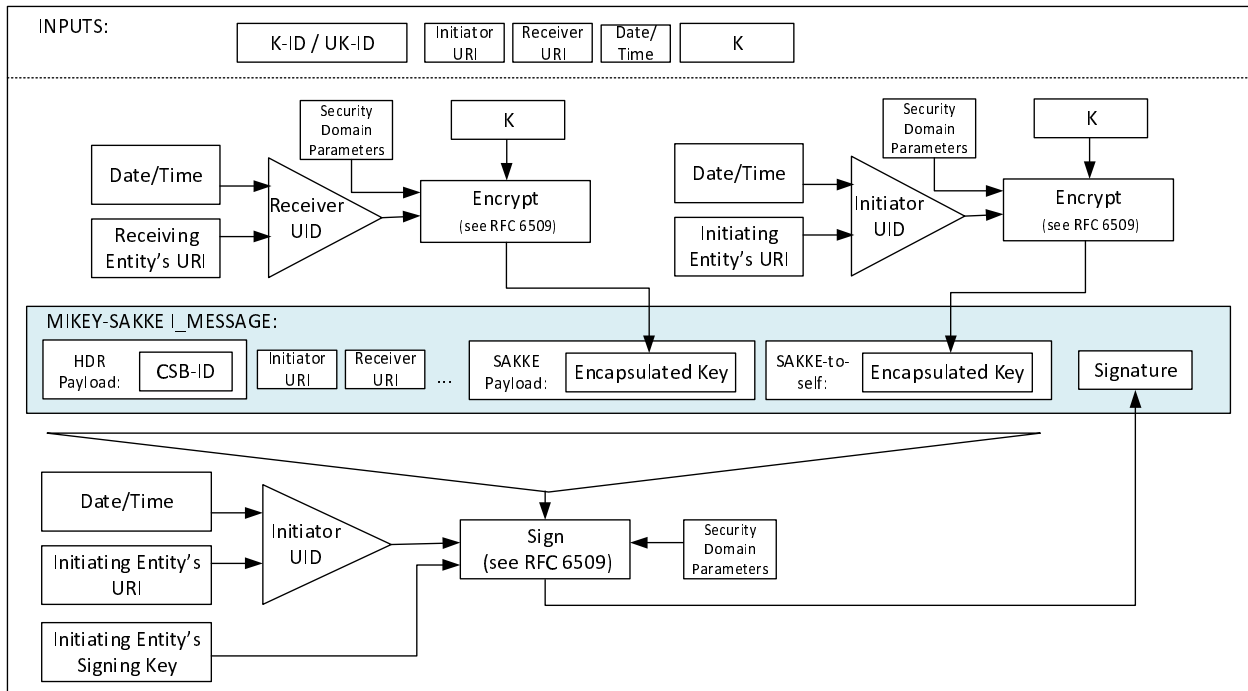 INPUTS:
K-ID / UK-ID
Initiator
URI
Receiver
URI
Date/
Time
K
Security
Domain
Parameters
K
Date/Time
Receiver
UID
Encrypt
(see RFC 6509)
Receiving
Entity's URI
Security
Domain
Parameters
K
Date/Time
Initiator
UID
Encrypt
(see RFC 6509)
Initiating
Entity's URI
MIKEY-SAKKE I_MESSAGE:
HDR
Payload:
CSB-ID
Initiator
URI
Receiver
URI
...
SAKKE
Payload:
Encapsulated Key
SAKKE-to-
self:
Encapsulated Key
Signature
Date/Time
Initiator
UID
Initiating Entity's
URI
Sign
(see RFC 6509)
Security
Domain
Parameters
Initiating Entity's
Signing Key